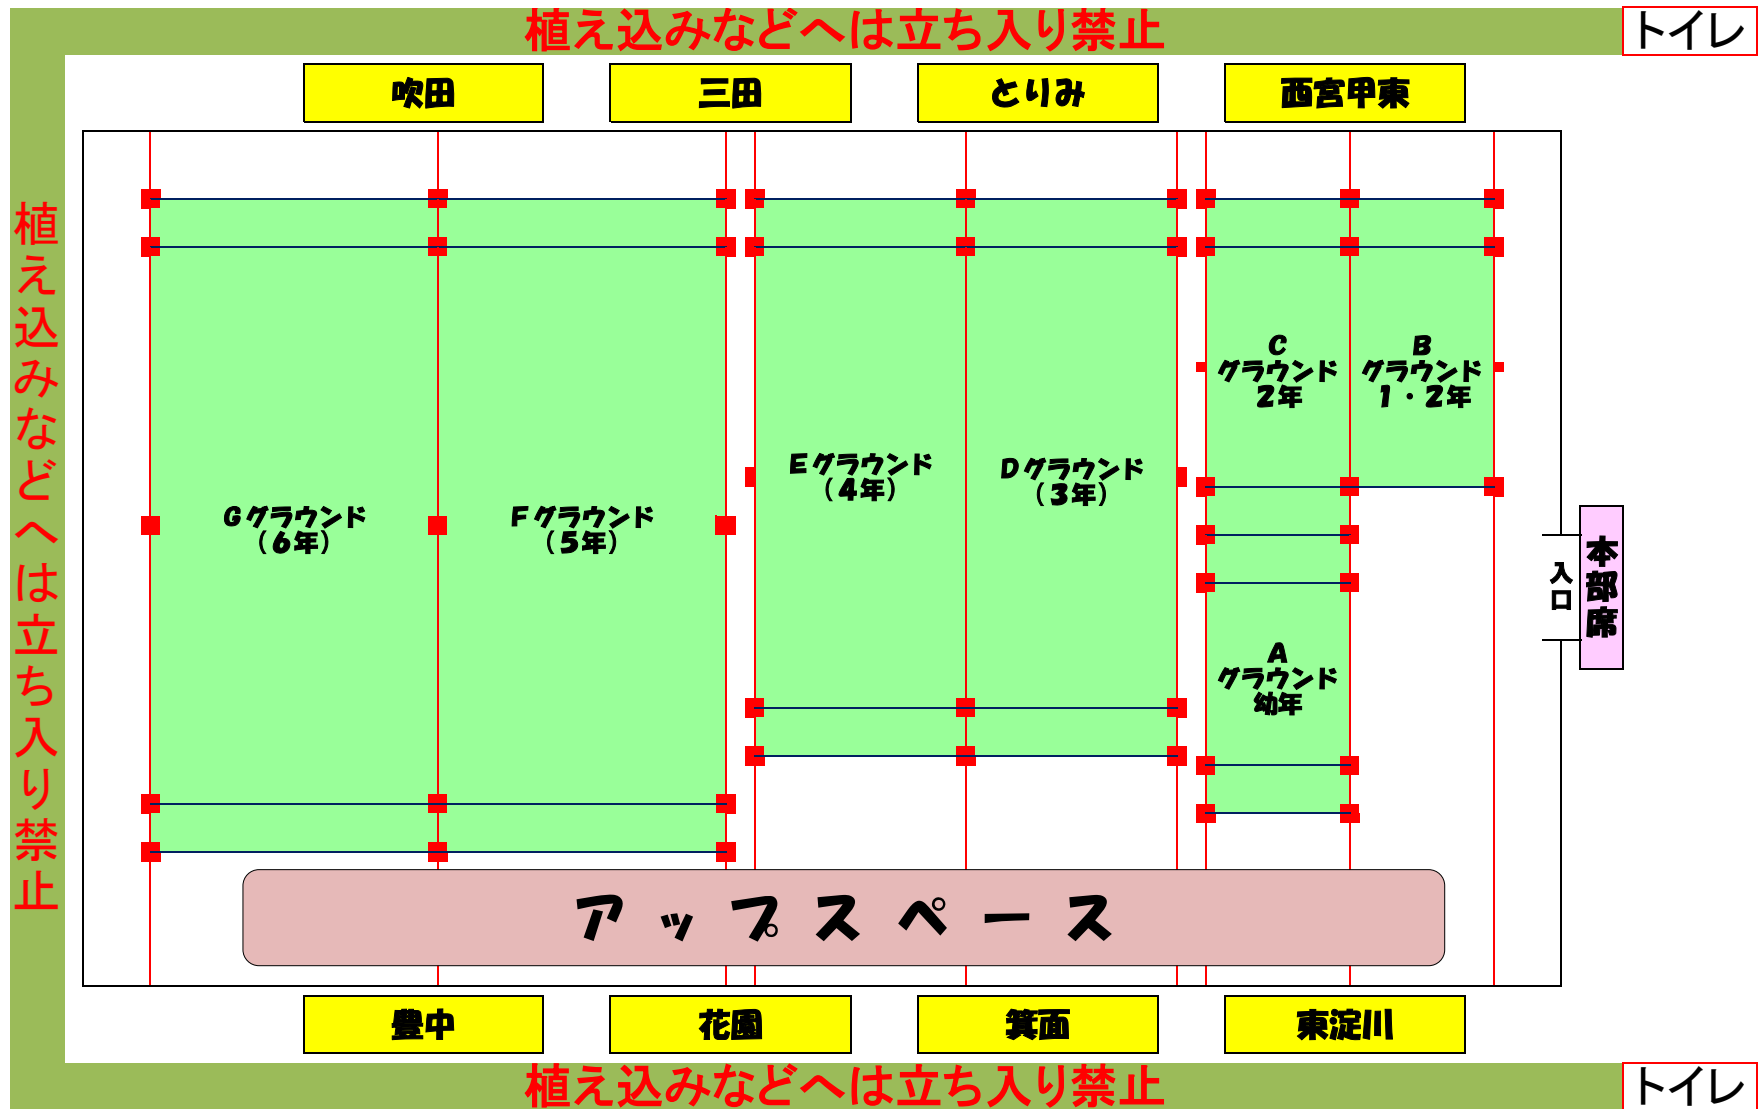 植え込みなどへは立ち入り禁止
トイレ
吹田
三田
とりみ
西宮甲東
植え込みなどへは立ち入り禁止
C
グラウンド
2年
B
グラウンド
1・2年
Eグラウンド
（4年）
Dグラウンド
（3年）
Gグラウンド
（6年）
Fグラウンド
（5年）
入口
本部席
A
グラウンド
幼年
アップスペース
豊中
花園
箕面
東淀川
植え込みなどへは立ち入り禁止
トイレ